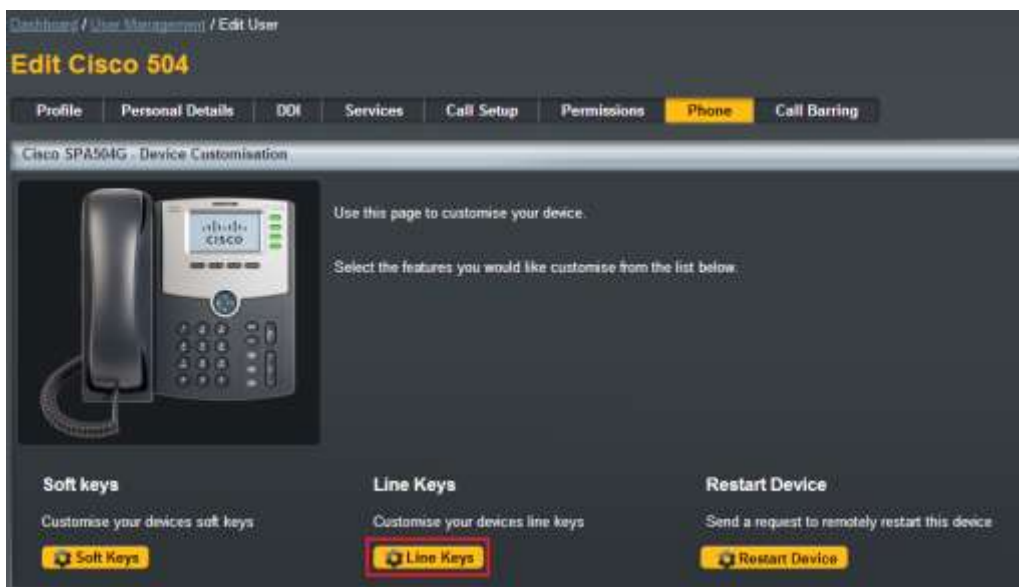 Dashboard / User Management / Edit User
Edit Cisco 504
Profile Personal Details DDI Services Call Setup Permissions Phone Call Barring
Cisco SPA504G - Device Customisation
CISCO
Use this page to customise your device.
Select the features you would like customise from the list below.
Soft keys Line Keys Restart Device
Customise your devices soft keys Customise your devices line keys Send a request to remotely restart this device
Soft Keys Line Keys Restart Device